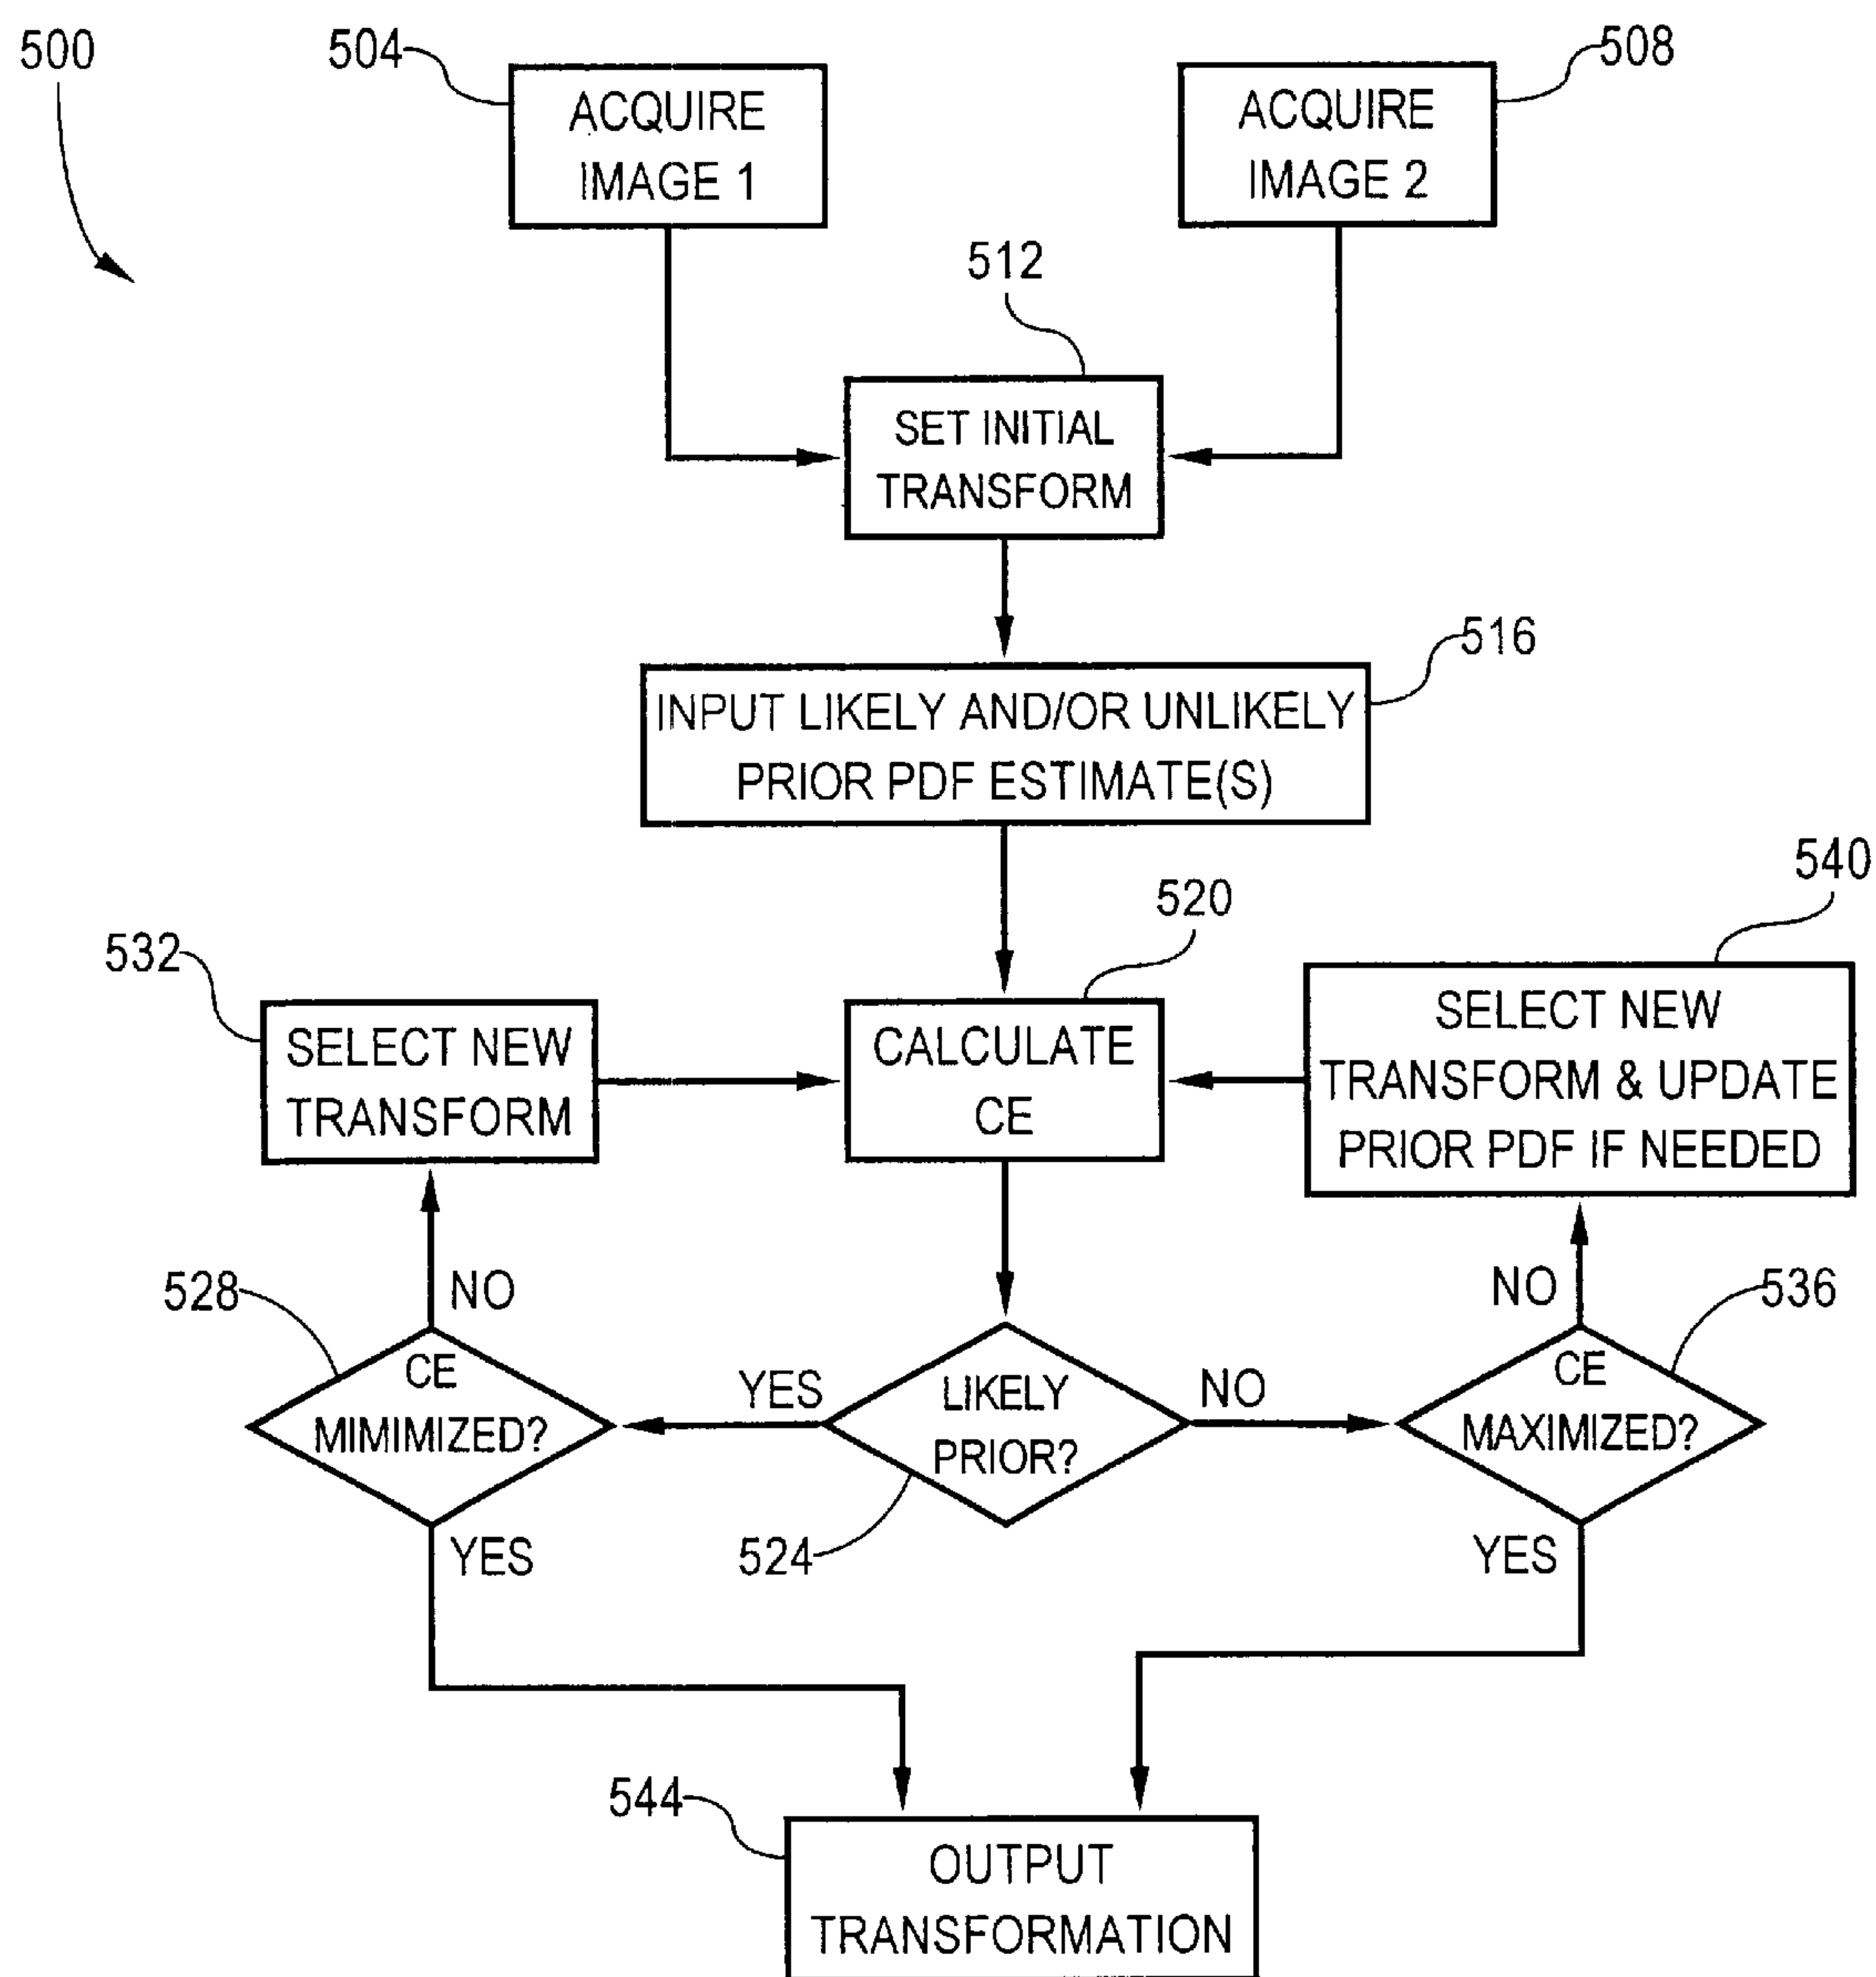 500
504
ACQUIRE
IMAGE 1
508
ACQUIRE
IMAGE 2
512
SET INITIAL
TRANSFORM
516
INPUT LIKELY AND/OR UNLIKELY
PRIOR PDF ESTIMATE(S)
532
SELECT NEW
TRANSFORM
520
CALCULATE
CE
540
SELECT NEW
TRANSFORM & UPDATE
PRIOR PDF IF NEEDED
528
NO
CE
MIMIMIZED?
YES
YES
LIKELY
PRIOR?
524
NO
NO
536
CE
MAXIMIZED?
YES
544
OUTPUT
TRANSFORMATION